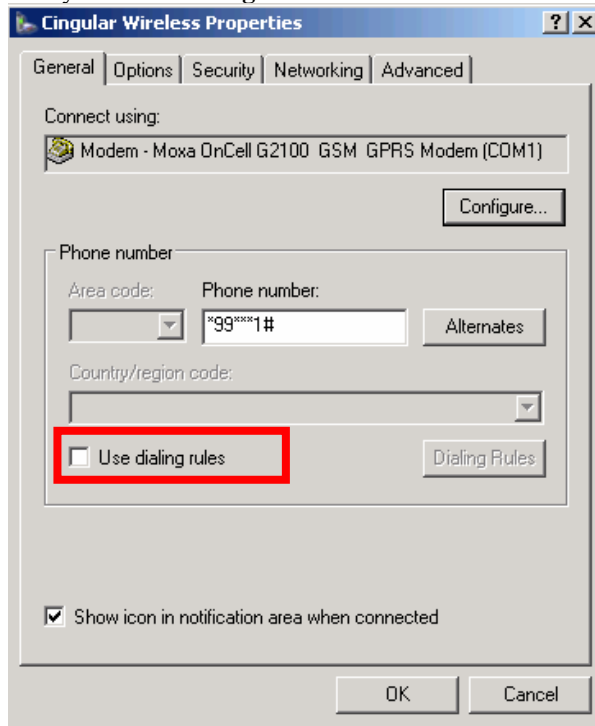 Cingular Wireless Properties
General Options Security Networking Advanced
Connect using:
Modem - Moxa OnCell G2100 GSM GPRS Modem (COM1)
Configure...
Phone number
Area code: Phone number:
*99***1# Alternates
Country/region code:
Use dialing rules Dialing Rules
Show icon in notification area when connected
OK Cancel